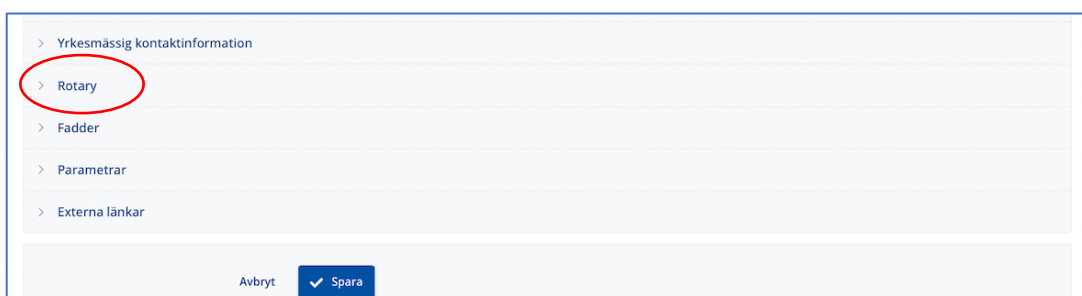 Yrkesmässig kontaktinformation
Rotary
Fadder
Parametrar
Externa länkar
Avbryt Spara